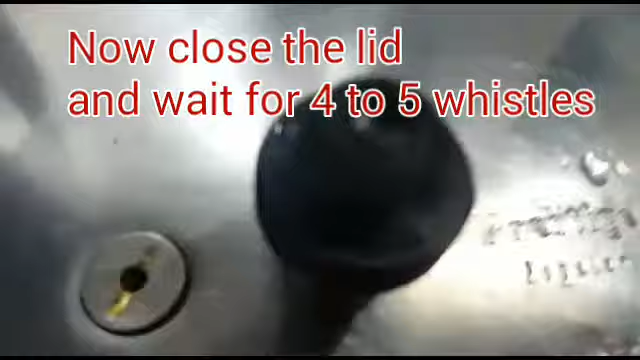 Now close the lid
and wait for 4 to 5 whistles